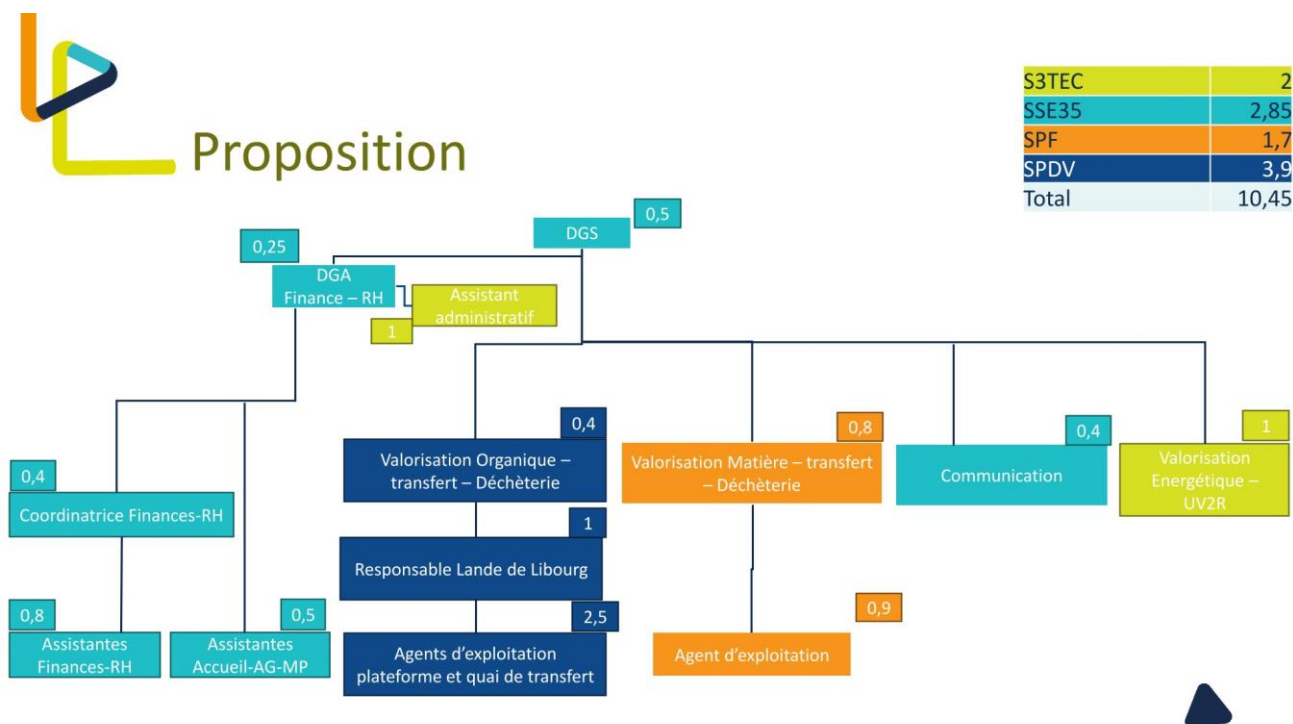 Proposition
S3TEC 2
SSE35 2,85
SPF 1,7
SPDV 3,9
Total 10,45
0,5
DGS
0,25
DGA
Finance – RH
Assistant
administratif
1
0,4
Valorisation Organique –
transfert – Déchèterie
0,8
Valorisation Matière – transfert
– Déchèterie
0,4
Communication
1
Valorisation
Energétique –
UV2R
0,4
Coordinatrice Finances-RH
1
Responsable Lande de Libourg
0,8
Assistantes
Finances-RH
0,5
Assistantes
Accueil-AG-MP
2,5
Agents d’exploitation
plateforme et quai de transfert
0,9
Agent d’exploitation